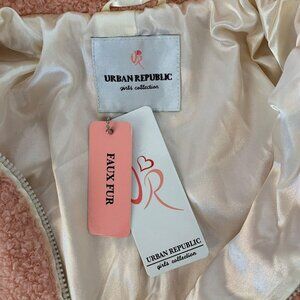 UR
URBAN REPUBLIC
girls collection
FAUX FUR
UR
URBAN REPUBLIC
girls collection